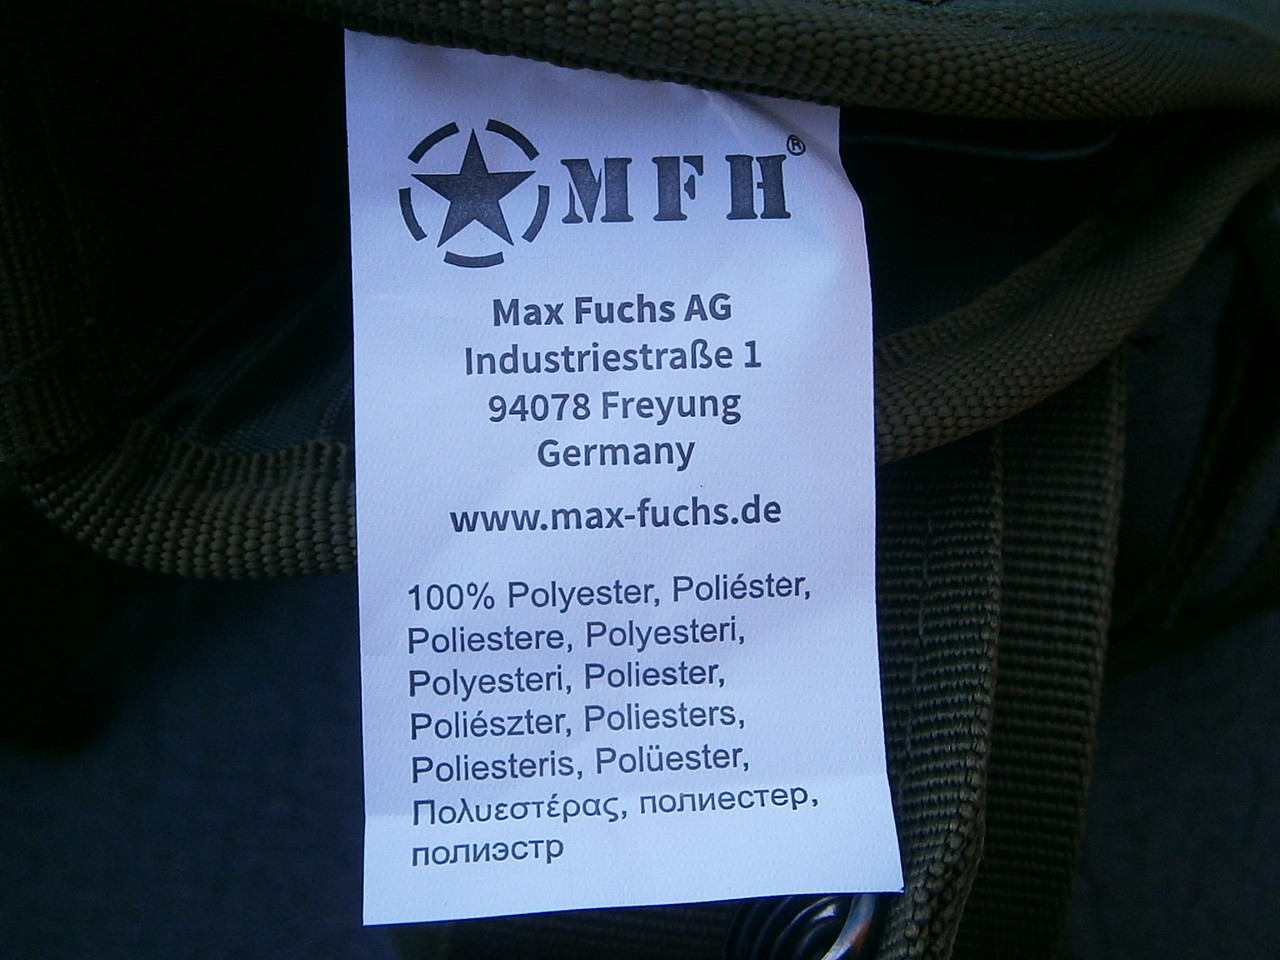 MFH®
Max Fuchs AG
Industriestraße 1
94078 Freyung
Germany
www.max-fuchs.de
100% Polyester, Poliéster,
Poliestere, Polyesteri,
Polyesteri, Poliester,
Poliészter, Poliesters,
Poliesteris, Polüester,
Πολυεστέρας, полиестер,
полиэстр